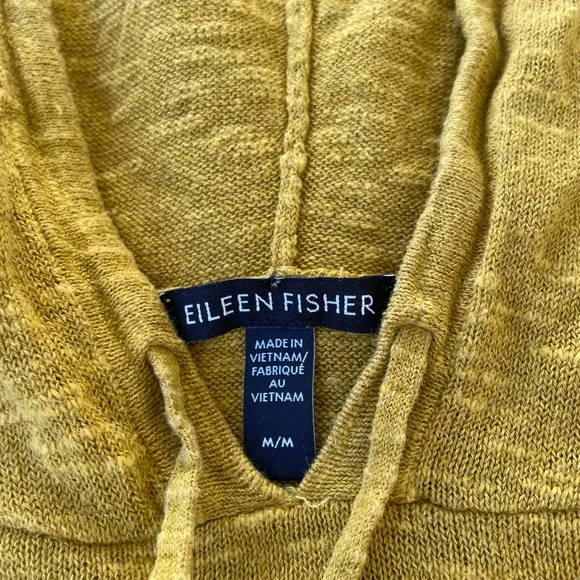 EILEEN FISHER
MADE IN
VIETNAM/
FABRIQUÉ
AU
VIETNAM
M/M